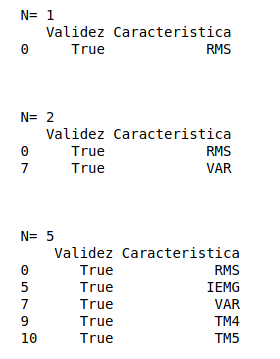 N= 1
Validez Caracteristica
0 True RMS
N= 2
Validez Caracteristica
0 True RMS
7 True VAR
N= 5
Validez Caracteristica
0 True RMS
5 True IEMG
7 True VAR
9 True TM4
10 True TM5